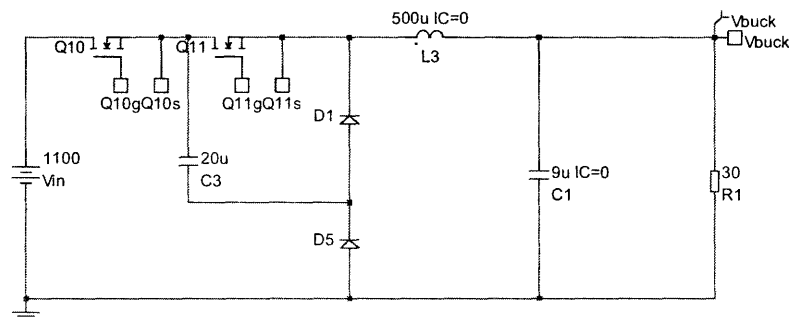 500u IC=0
Vbuck
Vbuck
Q10
Q11
L3
Q10gQ10s
Q11gQ11s
D1
1100
Vin
20u
C3
9u IC=0
C1
30
R1
D5